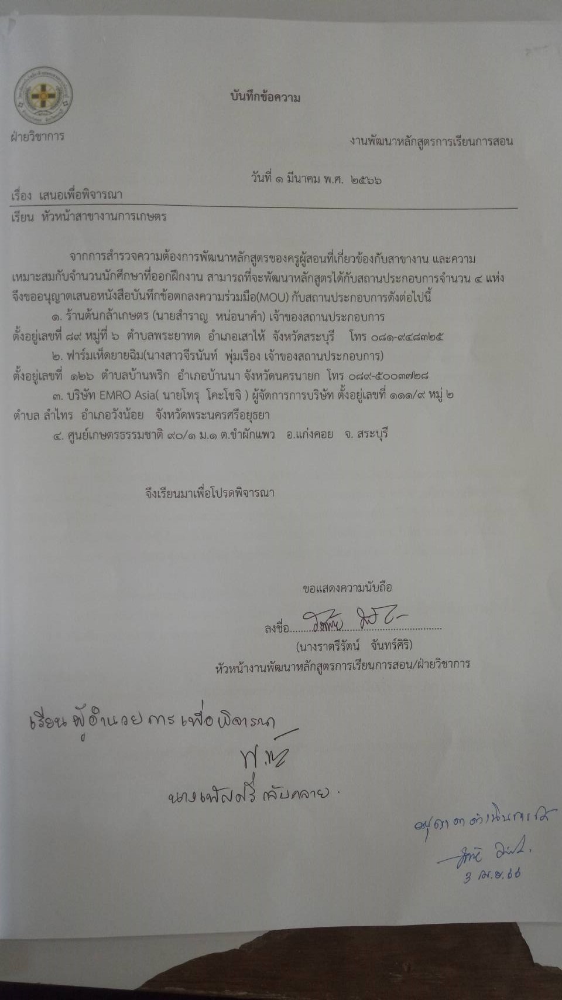 บันทึกข้อความ
ฝ่ายวิชาการ
งานพัฒนาหลักสูตรการเรียนการสอน
วันที่ ๑ มีนาคม พ.ศ. ๒๕๖๖
เรื่อง เสนอเพื่อพิจารณา
เรียน หัวหน้าสาขางานการเกษตร
จากการสำรวจความต้องการพัฒนาหลักสูตรของครูผู้สอนที่เกี่ยวข้องกับสาขางาน และความ
เหมาะสมกับจำนวนนักศึกษาที่ออกฝึกงาน สามารถที่จะพัฒนาหลักสูตรได้กับสถานประกอบการจำนวน ๔ แห่ง
จึงขออนุญาตเสนอหนังสือบันทึกข้อตกลงความร่วมมือ(MOU) กับสถานประกอบการดังต่อไปนี้
๑. ร้านต้นกล้าเกษตร (นายสำราญ หน่อนาคำ) เจ้าของสถานประกอบการ
ตั้งอยู่เลขที่ ๘๙ หมู่ที่ ๖ ตำบลพระยาทด อำเภอเสาไห้ จังหวัดสระบุรี โทร ๐๘๑-๙๔๘๓๒๕
๒. ฟาร์มเห็ดยายฉิม(นางสาวจีรนันท์ พุ่มเรือง เจ้าของสถานประกอบการ)
ตั้งอยู่เลขที่ ๑๒๖ ตำบลบ้านพริก อำเภอบ้านนา จังหวัดนครนายก โทร ๐๘๙-๕๐๐๓๗๒๘
๓. บริษัท EMRO Asia( นายโทรุ โคะโชจิ ) ผู้จัดการการบริษัท ตั้งอยู่เลขที่ ๑๑๑/๙ หมู่ ๒
ตำบล ลำไทร อำเภอวังน้อย จังหวัดพระนครศรีอยุธยา
๔. ศูนย์เกษตรธรรมชาติ ๙๐/๑ ม.๑ ต.ชำผักแพว อ.แก่งคอย จ. สระบุรี
จึงเรียนมาเพื่อโปรดพิจารณา
ขอแสดงความนับถือ
ลงชื่อ
(นางราตรีรัตน์ จันทร์ศิริ)
หัวหน้างานพัฒนาหลักสูตรการเรียนการสอน/ฝ่ายวิชาการ
เรียน ผู้อำนวยการ เพื่อพิจารณา
อนุญาตดำเนินการได้
3 เม.ย. 66